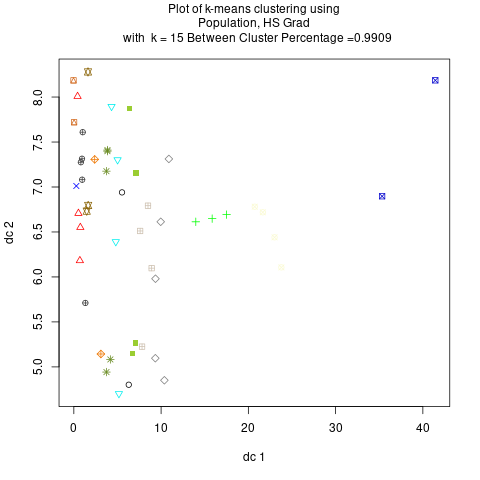 Plot of k-means clustering using
Population, HS Grad
with k = 15 Between Cluster Percentage =0.9909
8.0
7.5
7.0
6.5
6.0
5.5
5.0
dc 2
0 10 20 30 40
dc 1